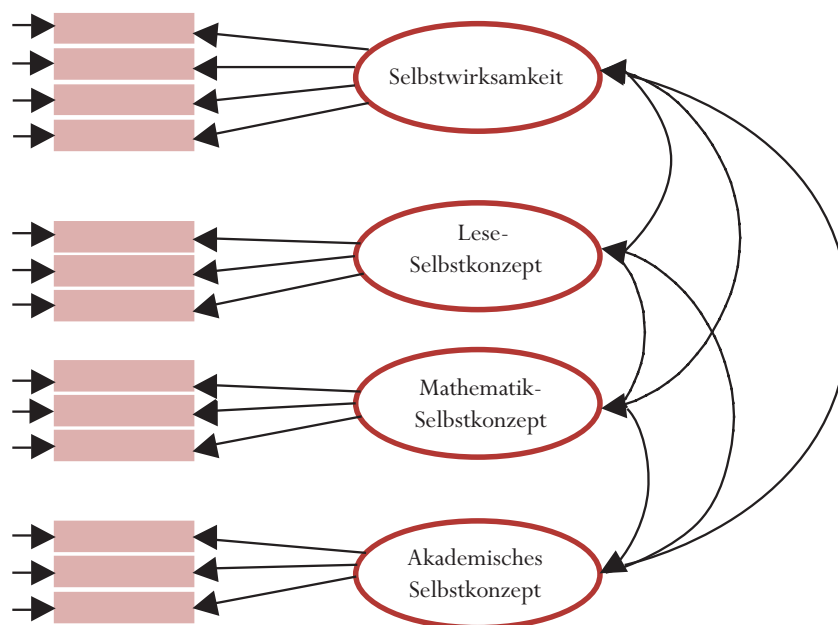 Selbstwirksamkeit
Lese-
Selbstkonzept
Mathematik-
Selbstkonzept
Akademisches
Selbstkonzept